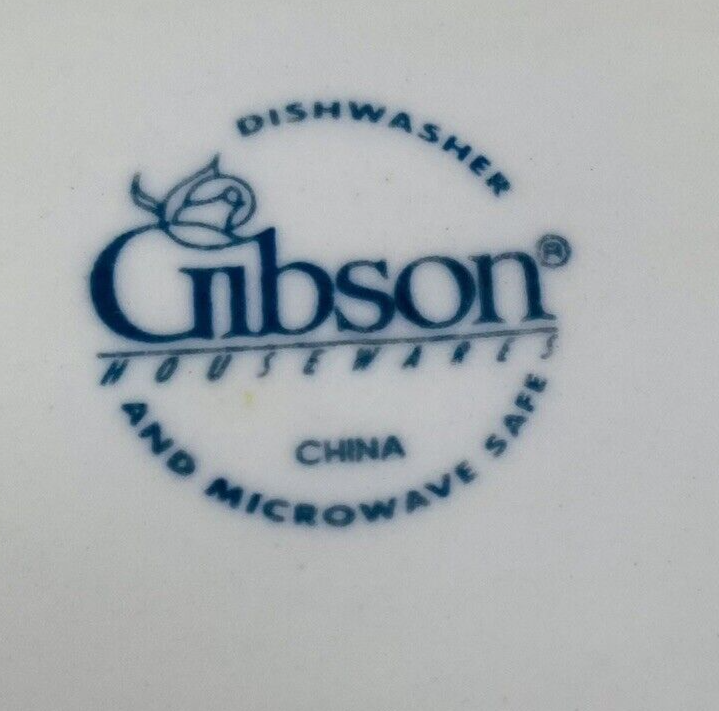 DISHWASHER
Gibson®
HOUSEWARES
CHINA
AND MICROWAVE SAFE